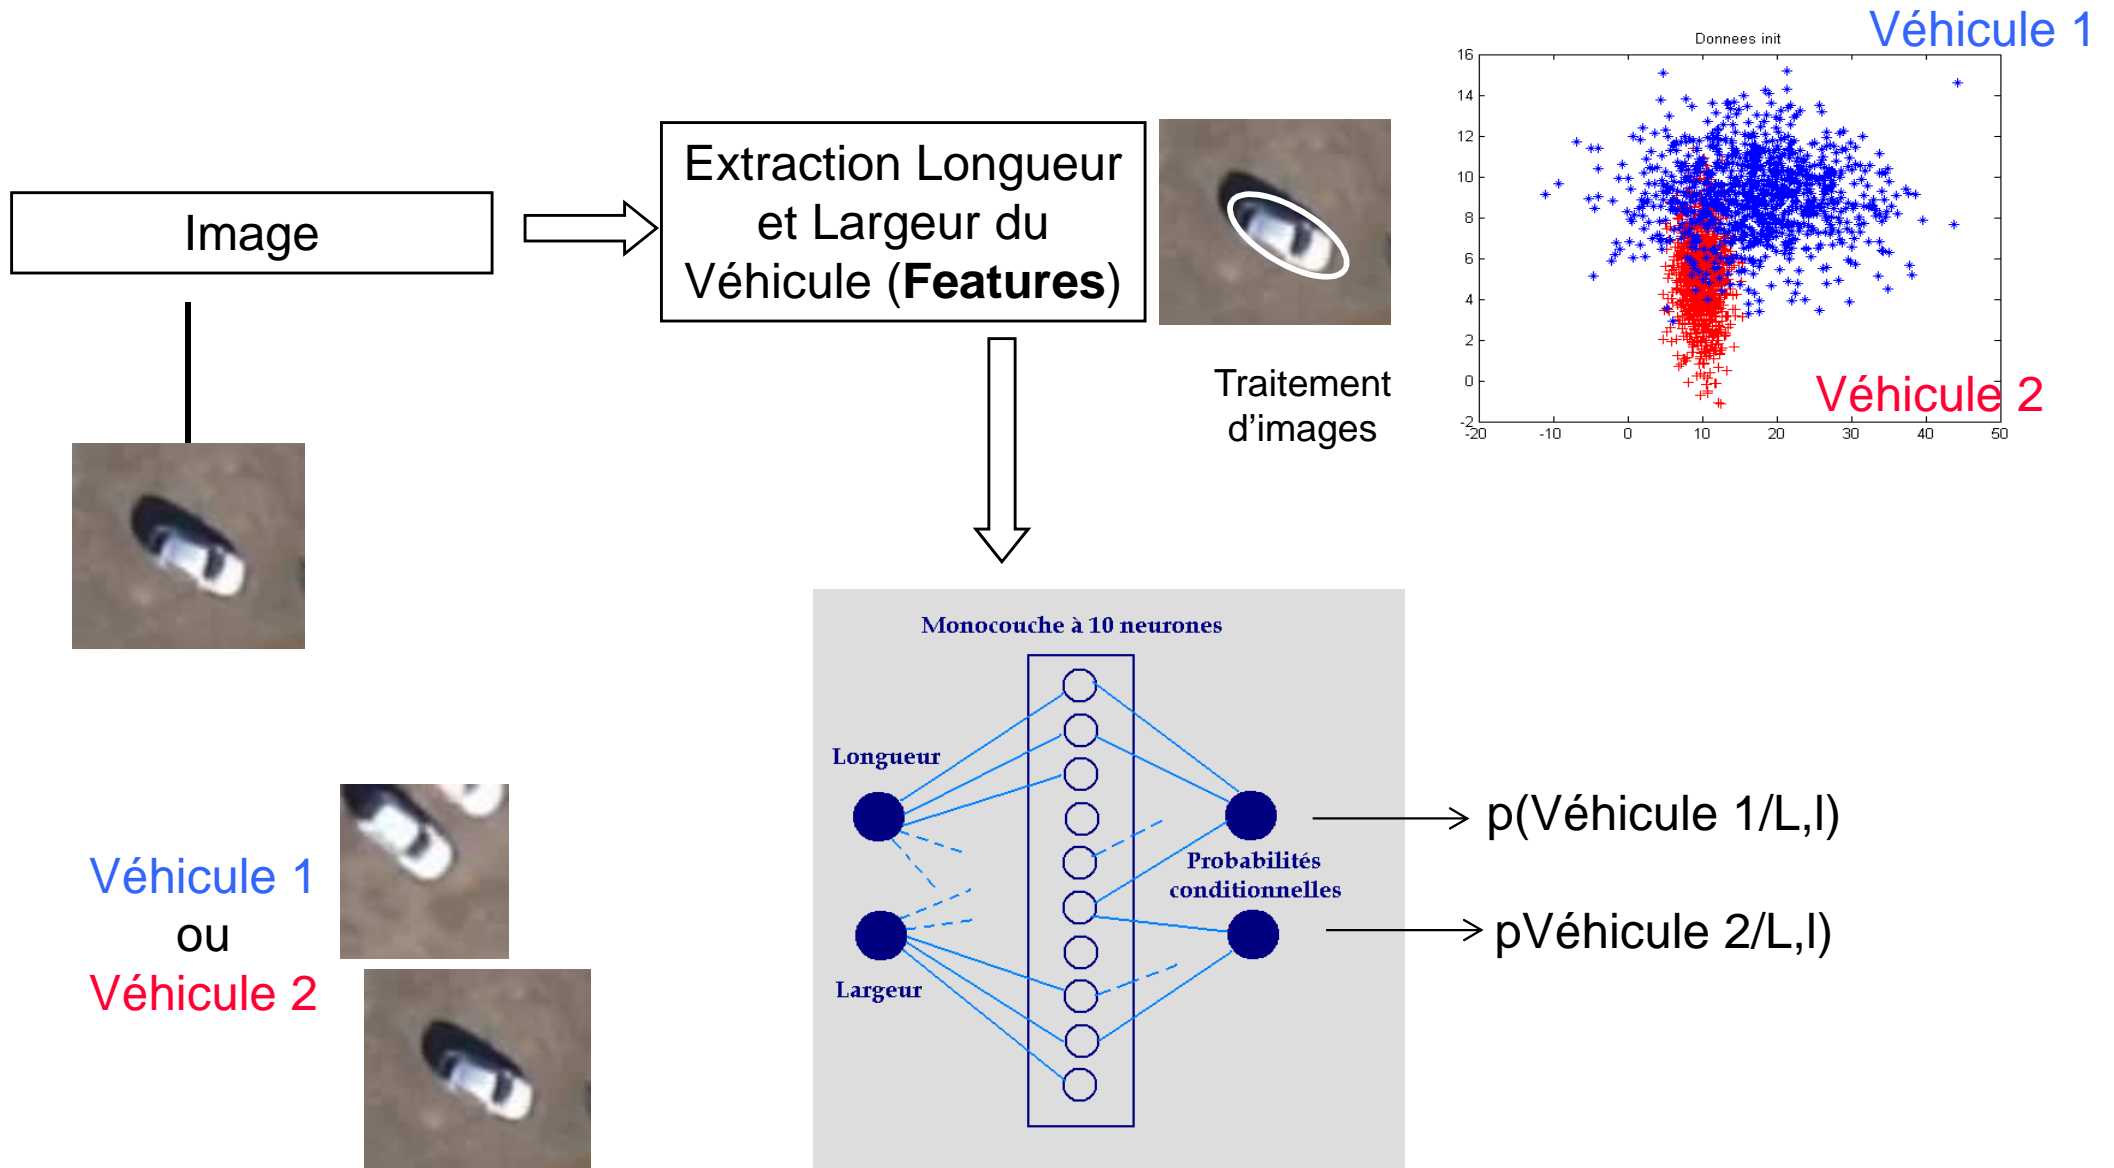 Véhicule 1
Donnees init
16
14
12
10
8
6
4
2
0
-2
-20
-10
0
10
20
30
40
50
Véhicule 2
Image
Extraction Longueur
et Largeur du
Véhicule (Features)
Traitement
d'images
Monocouche à 10 neurones
Longueur
Largeur
Probabilités
conditionnelles
p(Véhicule 1/L,l)
pVéhicule 2/L,l)
Véhicule 1
ou
Véhicule 2